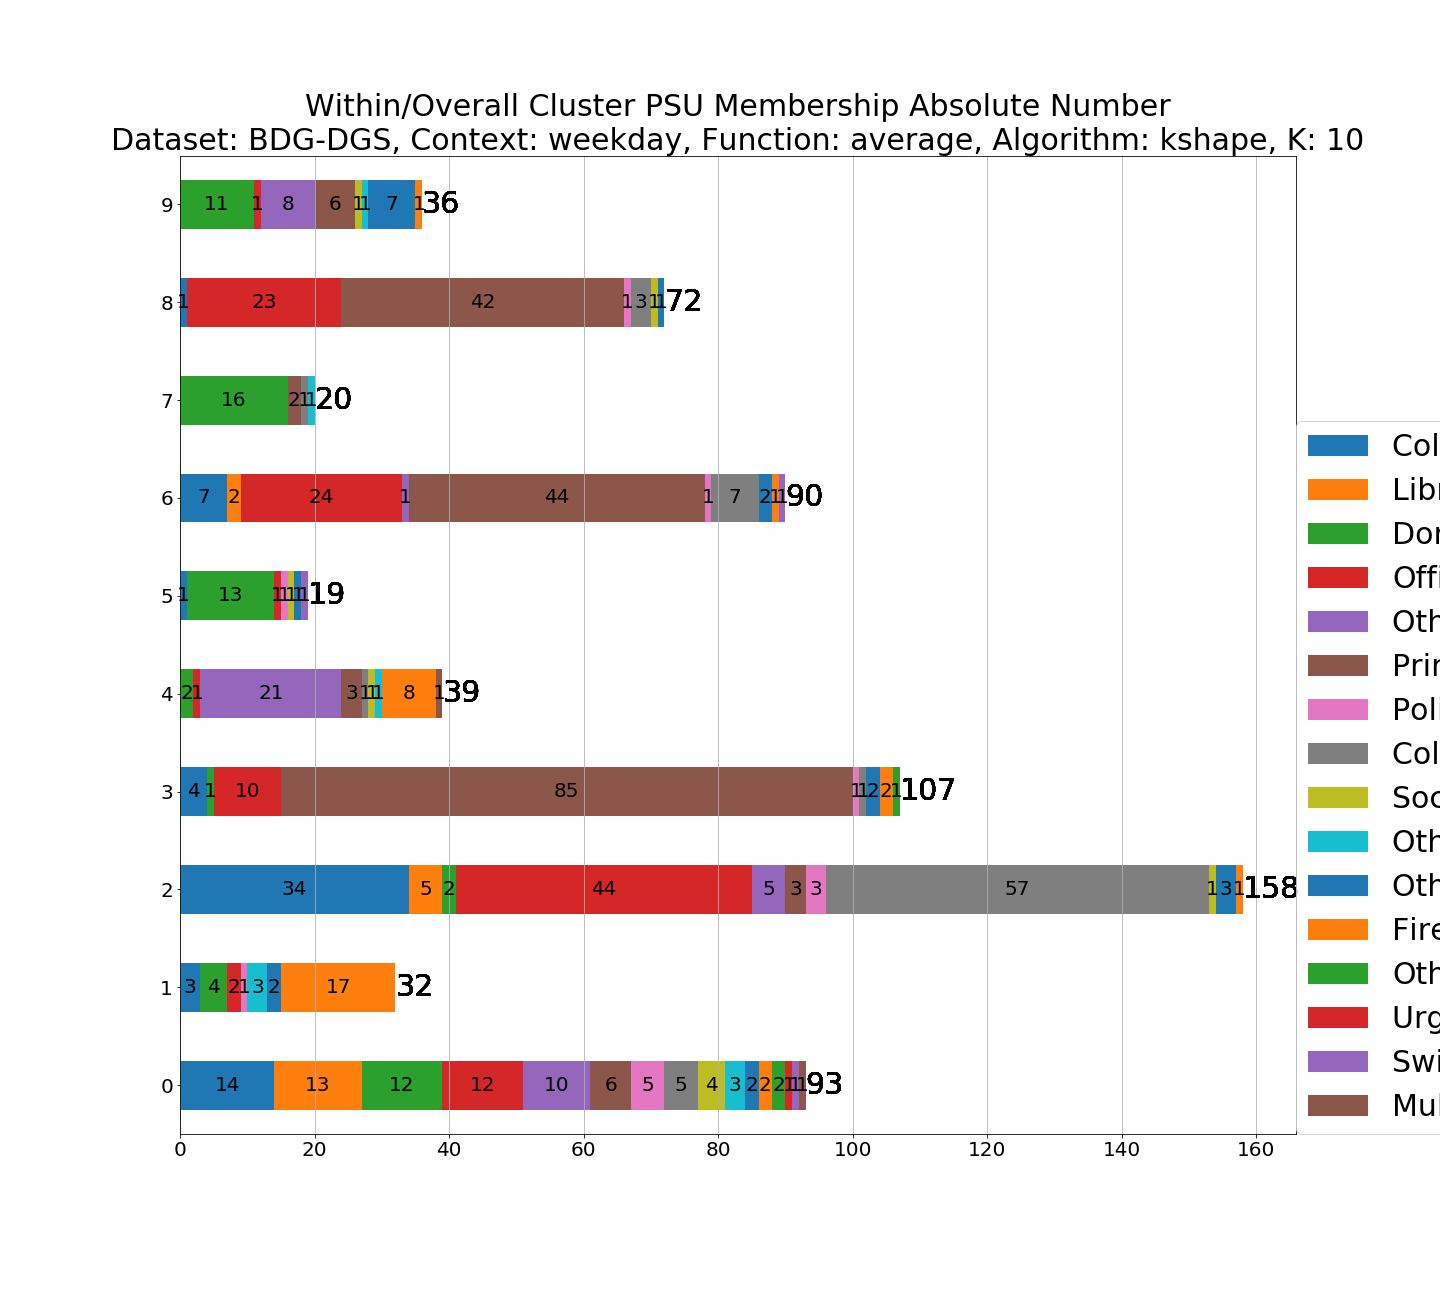 Within/Overall Cluster PSU Membership Absolute Number
Dataset: BDG-DGS, Context: weekday, Function: average, Algorithm: kshape, K: 10
9 11 1 8 6 1 1 7 1 36
8 1 23 42 1 3 1 1 72
7 16 2 1 1 20
6 7 2 24 1 44 1 7 2 1 1 90
5 1 13 1 1 1 1 1 19
4 2 1 21 3 1 1 1 8 1 39
3 4 1 10 85 1 1 2 2 1 107
2 34 5 2 44 5 3 3 57 1 3 1 158
1 3 4 2 1 3 2 17 32
0 14 13 12 12 10 6 5 5 4 3 2 2 2 1 1 1 93
0 20 40 60 80 100 120 140 160
Col
Libr
Dor
Offi
Oth
Prin
Poli
Col
Soc
Oth
Oth
Fire
Oth
Urg
Swi
Mul